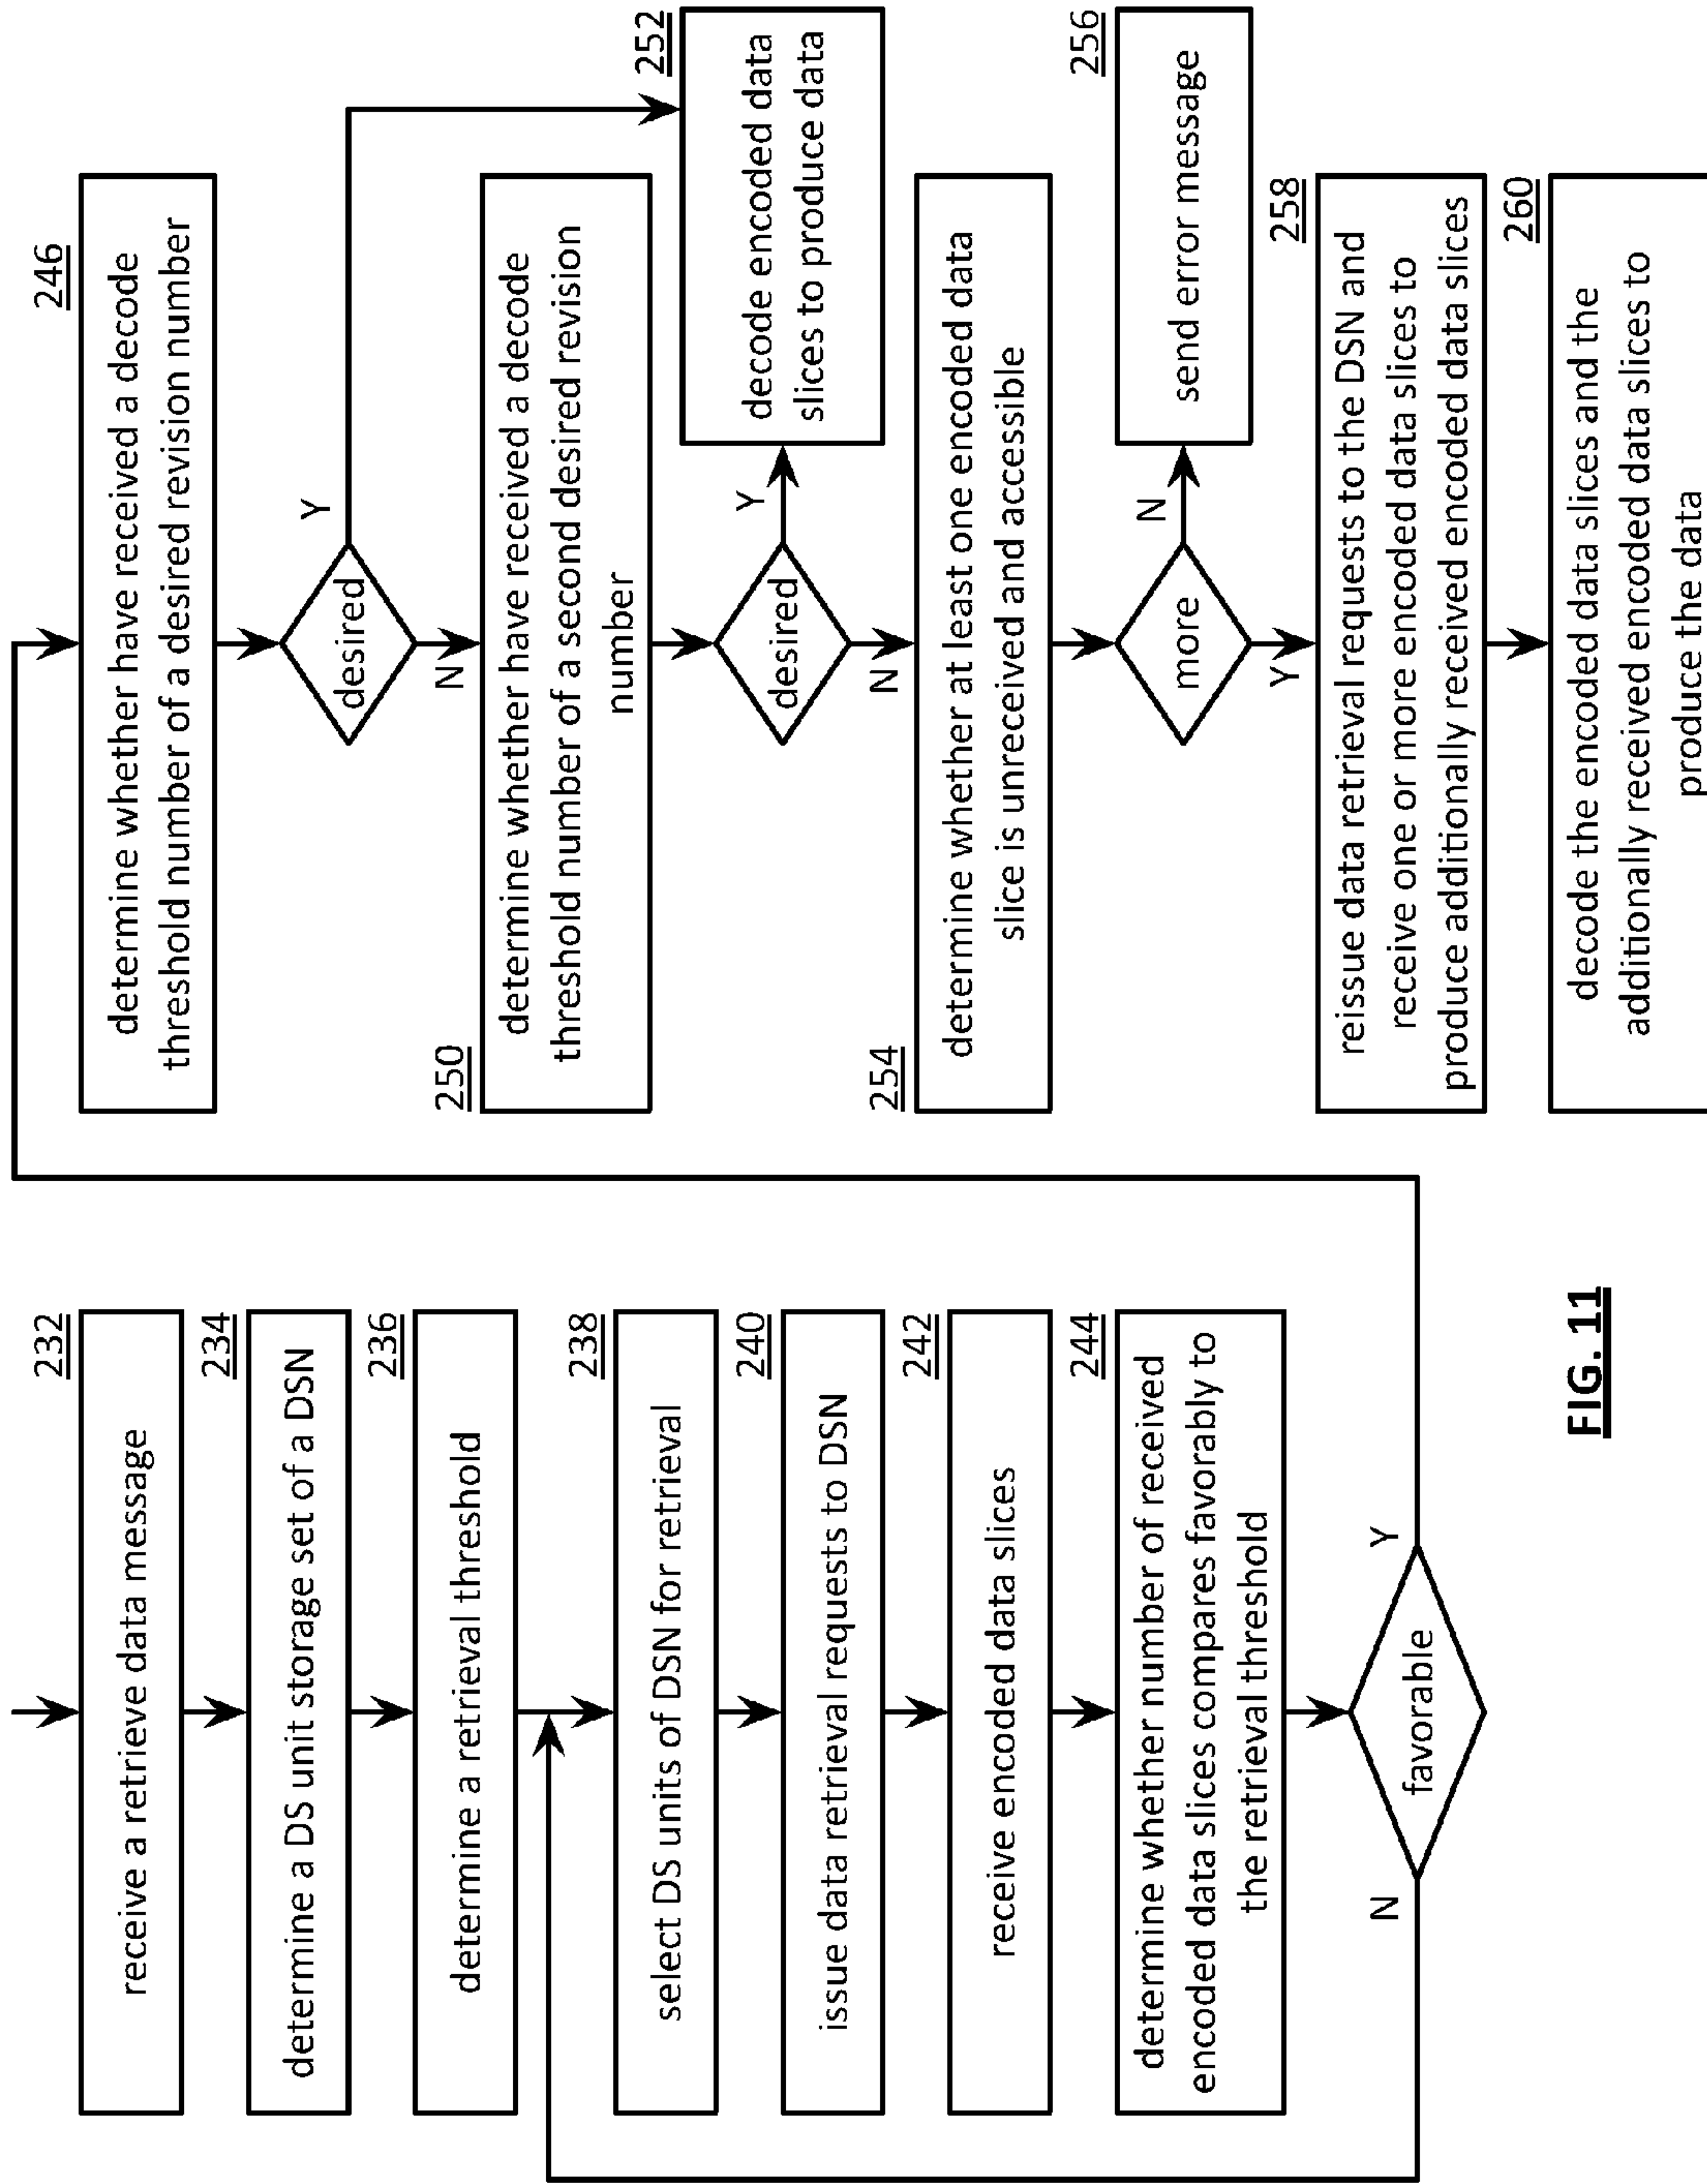 232
receive a retrieve data message
234
determine a DS unit storage set of a DSN
236
determine a retrieval threshold
238
select DS units of DSN for retrieval
240
issue data retrieval requests to DSN
242
receive encoded data slices
244
determine whether number of received
encoded data slices compares favorably to
the retrieval threshold
favorable
N
Y
246
determine whether have received a decode
threshold number of a desired revision number
desired
Y
N
250
determine whether have received a decode
threshold number of a second desired revision
number
desired
Y
N
252
decode encoded data
slices to produce data
254
determine whether at least one encoded data
slice is unreceived and accessible
more
N
Y
256
send error message
258
reissue data retrieval requests to the DSN and
receive one or more encoded data slices to
produce additionally received encoded data slices
260
decode the encoded data slices and the
additionally received encoded data slices to
produce the data
FIG. 11